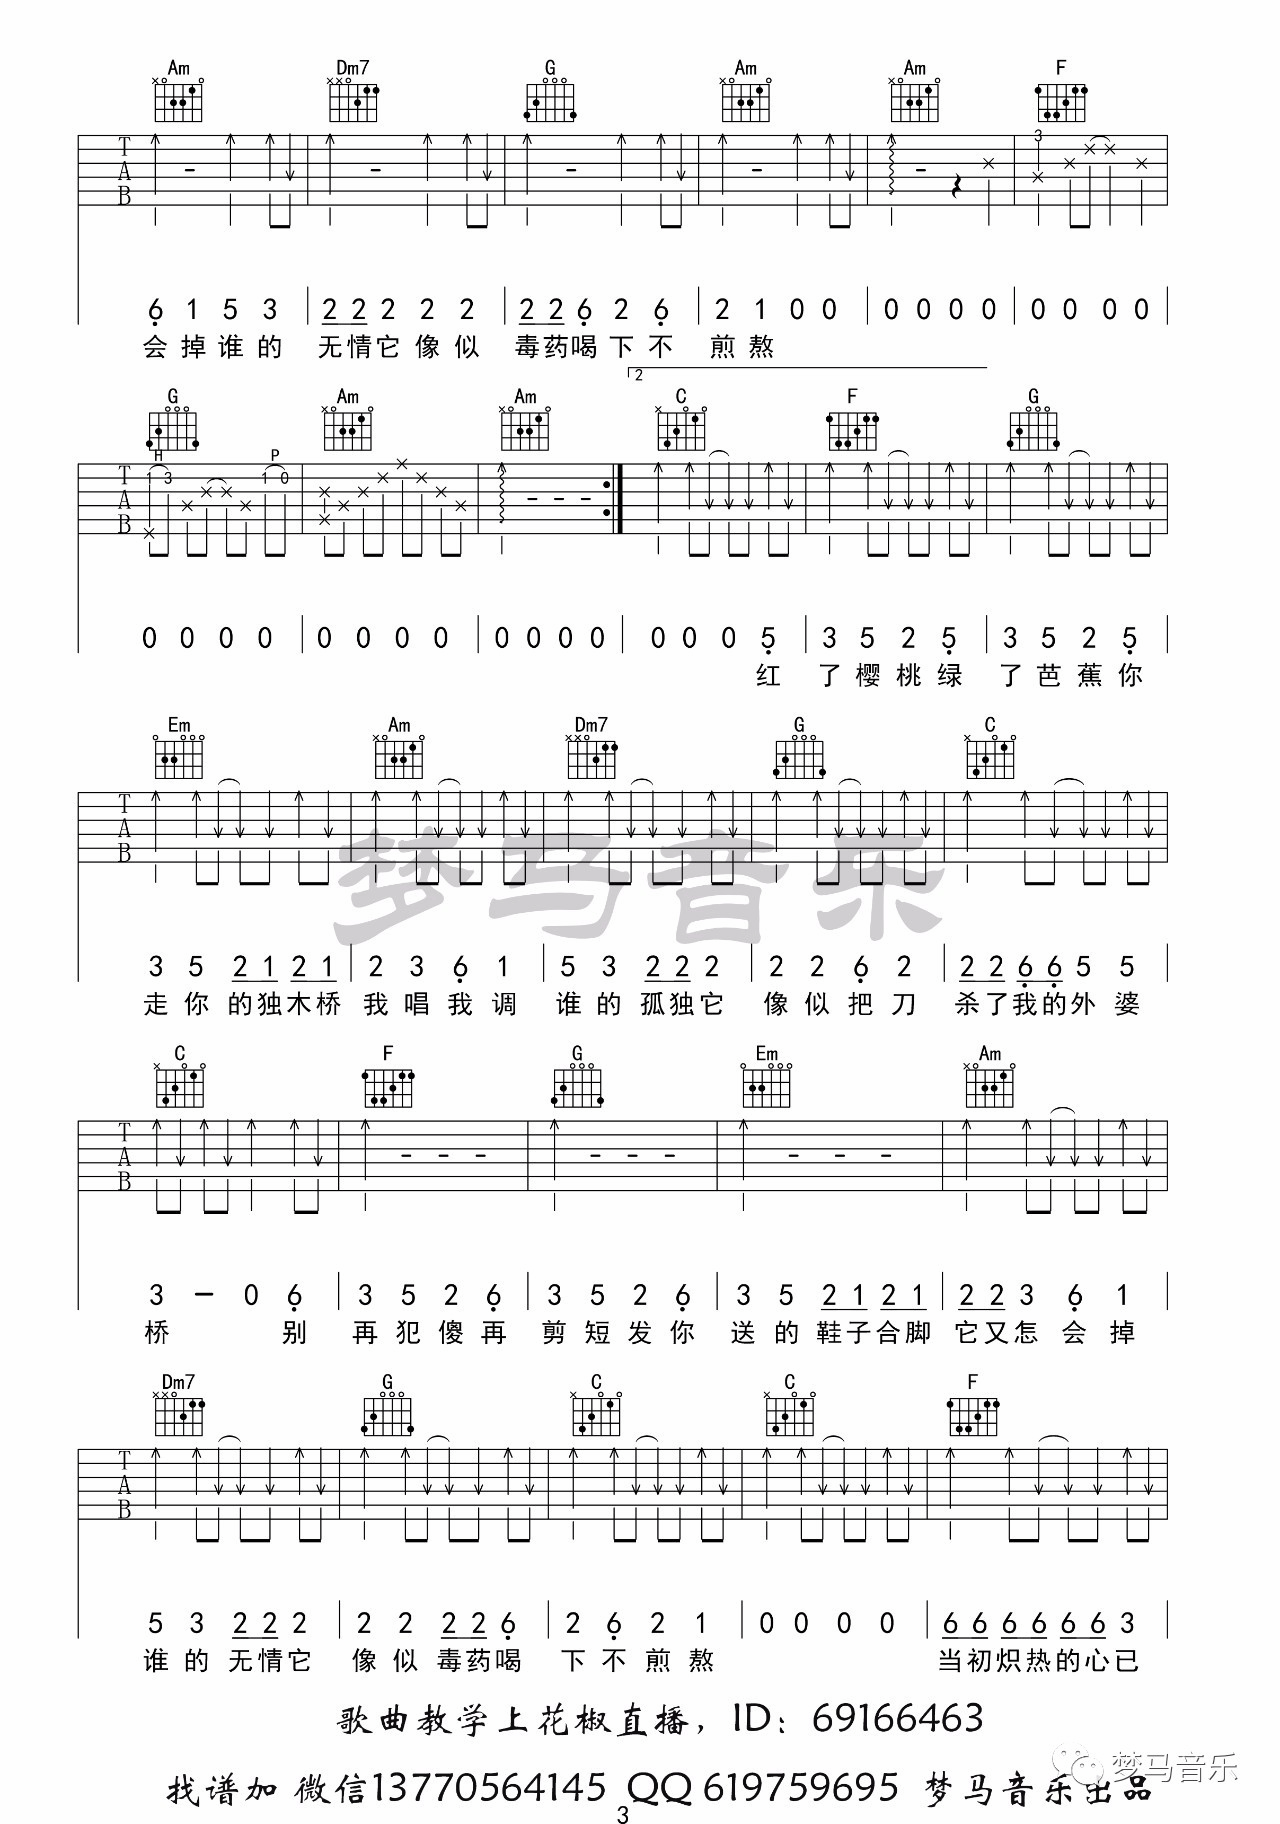 Am Dm7 G Am Am F
T A B 3
6 1 5 3 2 2 2 2 2 2 2 6 2 6 2 1 0 0 0 0 0 0 0 0 0 0
会掉谁的 无情它像似 毒药喝下不 煎熬
2
G Am Am C F G
H P
T A B 1 3 1 0
0 0 0 0 0 0 0 0 0 0 0 0 0 0 0 5 3 5 2 5 3 5 2 5
红 了樱桃绿 了芭蕉你
Em Am Dm7 G C
T A B
梦马音乐
3 5 2 1 2 1 2 3 6 1 5 3 2 2 2 2 2 6 2 2 2 6 6 5 5
走你的独木桥 我唱我调 谁的孤独它 像似把刀 杀了我的外婆
C F G Em Am
T A B
3 - 0 6 3 5 2 6 3 5 2 6 3 5 2 1 2 1 2 2 3 6 1
桥 别 再犯傻再 剪短发你 送的鞋子合脚 它又怎会掉
Dm7 G C C F
T A B
5 3 2 2 2 2 2 2 2 6 2 6 2 1 0 0 0 0 6 6 6 6 6 6 3
谁的无情它 像似毒药喝 下不煎熬 当初炽热的心已
歌曲教学上花椒直播，ID：69166463
梦马音乐
找谱加 微信13770564145 QQ 619759695 梦马音乐出品
3